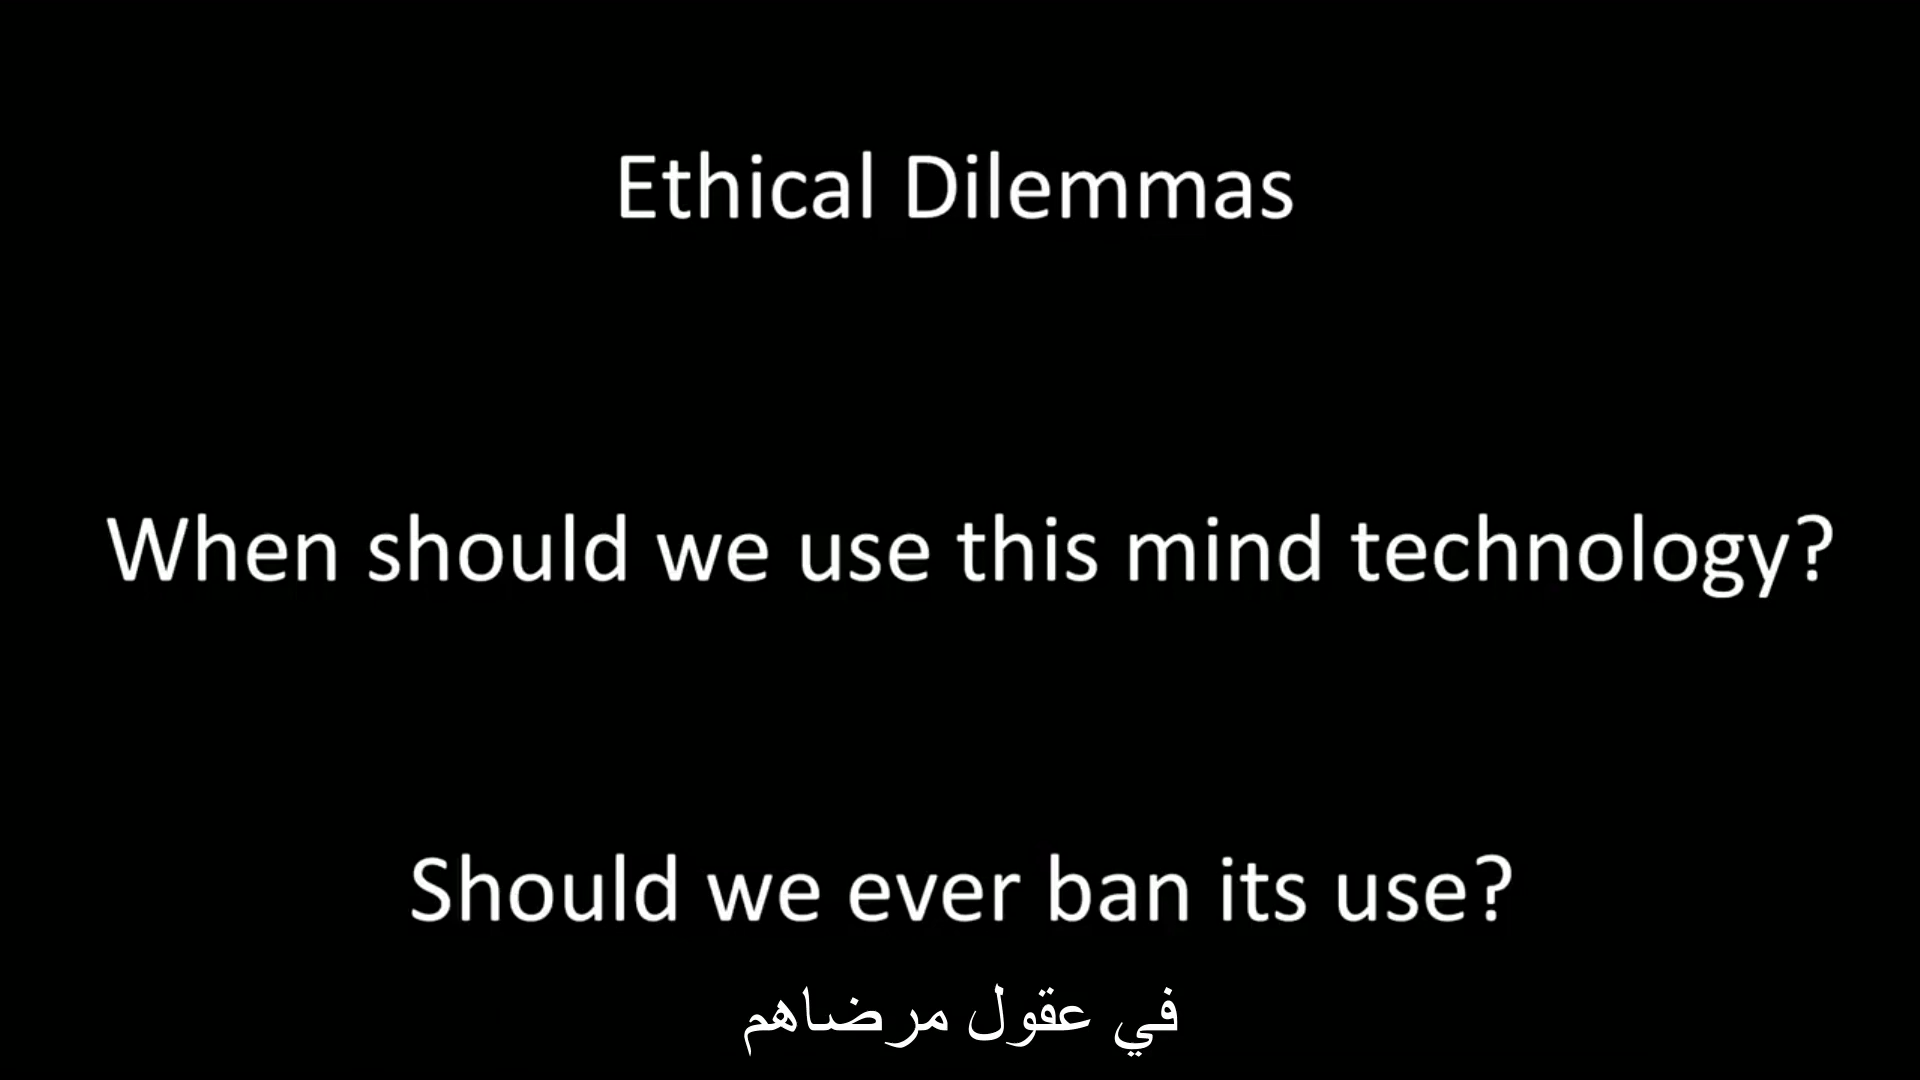 Ethical Dilemmas
When should we use this mind technology?
Should we ever ban its use?
في عقول مرضاهم